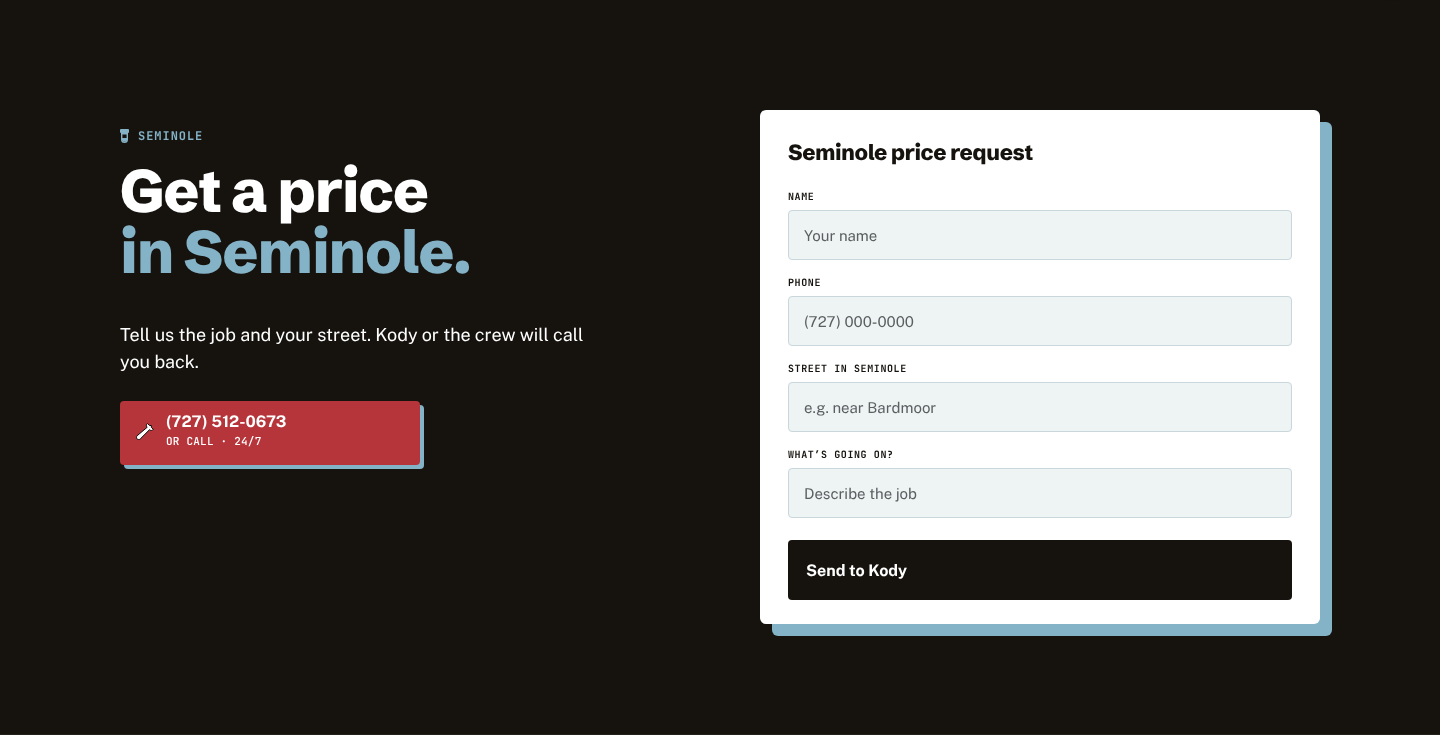 SEMINOLE
Get a price
in Seminole.
Tell us the job and your street. Kody or the crew will call
you back.
(727) 512-0673
OR CALL · 24/7
Seminole price request
NAME
Your name
PHONE
(727) 000-0000
STREET IN SEMINOLE
e.g. near Bardmoor
WHAT’S GOING ON?
Describe the job
Send to Kody